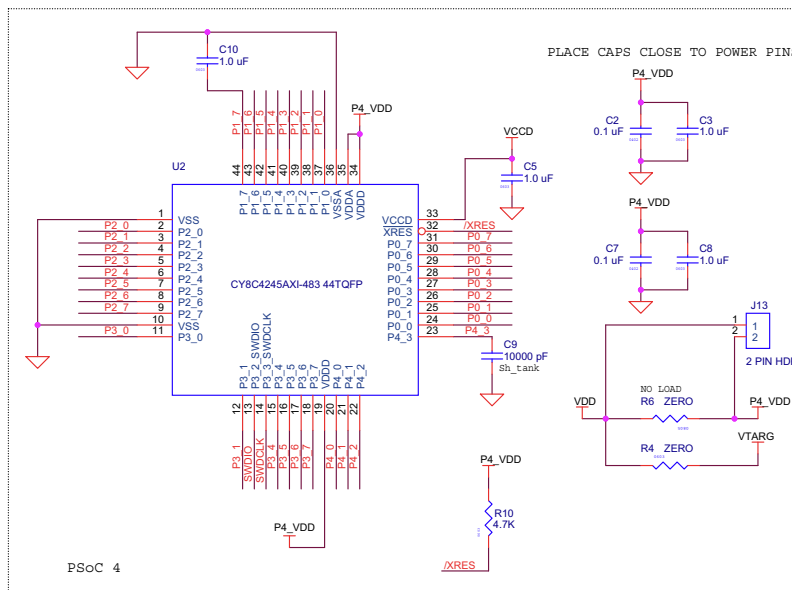 PLACE CAPS CLOSE TO POWER PIN
C10
1.0 uF
P1_7
P1_6
P1_5
P1_4
P1_3
P1_2
P1_1
P1_0
P4_VDD
44
43
42
41
40
39
38
37
36
35
34
U2
P1_7
P1_6
P1_5
P1_4
P1_3
P1_2
P1_1
P1_0
VSSA
VDDA
VDDD
P4_VDD
C2
0.1 uF
C3
1.0 uF
VCCD
C5
1.0 uF
1 VSS
P2_0 2 P2_0
P2_1 3 P2_1
P2_2 4 P2_2
P2_3 5 P2_3
P2_4 6 P2_4
P2_5 7 P2_5
P2_6 8 P2_6
P2_7 9 P2_7
10 VSS
P3_0 11 P3_0
CY8C4245AXI-483 44TQFP
VCCD 33
XRES 32 /XRES
P0_7 31 P0_7
P0_6 30 P0_6
P0_5 29 P0_5
P0_4 28 P0_4
P0_3 27 P0_3
P0_2 26 P0_2
P0_1 25 P0_1
P0_0 24 P0_0
P4_3 23 P4_3
P4_VDD
C7
0.1 uF
C8
1.0 uF
C9
10000 pF
Sh_tank
J13
1
2
1
2
2 PIN HD
P3_1
P3_2_SWDIO
P3_3_SWDCLK
P3_4
P3_5
P3_6
P3_7
VDDD
P4_0
P4_1
P4_2
12
13
14
15
16
17
18
19
20
21
22
P3_1
SWDIO
SWDCLK
P3_4
P3_5
P3_6
P3_7
P4_0
P4_1
P4_2
P4_VDD
NO LOAD
R6 ZERO
VDD
P4_VDD
R4 ZERO
VTARG
P4_VDD
R10
4.7K
/XRES
PSoC 4